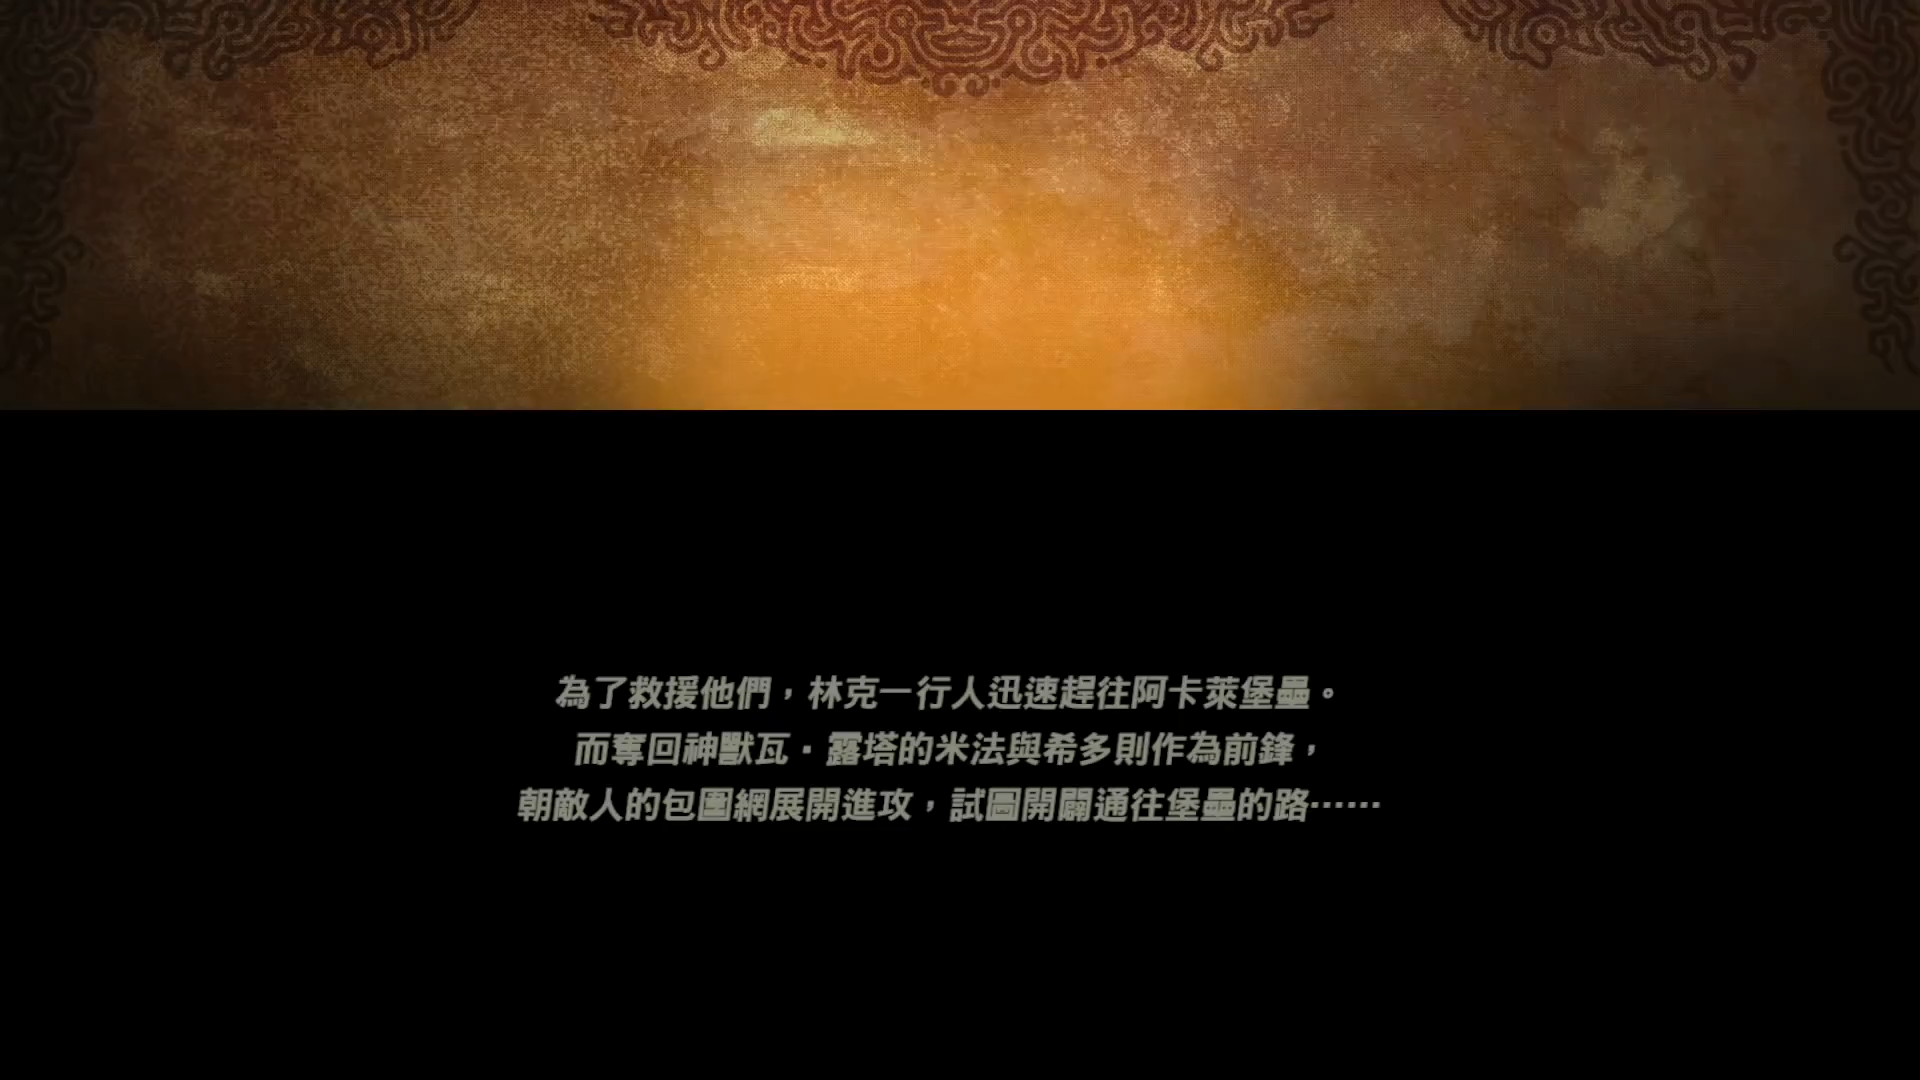 為了救援他們，林克一行人迅速趕往阿卡萊堡壘。
而奪回神獸瓦·露塔的米法與希多則作為前鋒，
朝敵人的包圍網展開進攻，試圖開闢通往堡壘的路……